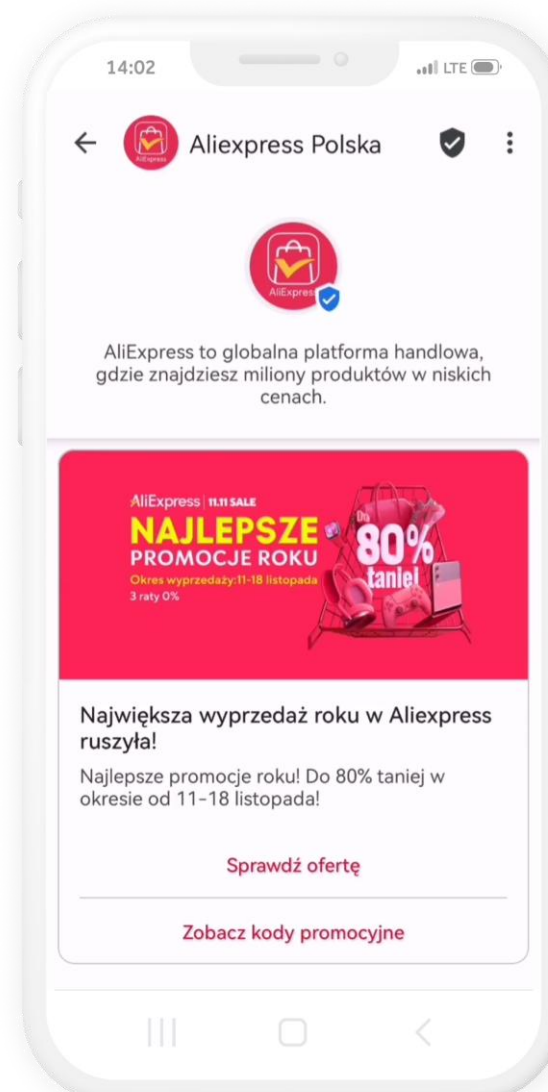 14:02
LTE
AliExpress
Aliexpress Polska
AliExpress
AliExpress to globalna platforma handlowa,
gdzie znajdziesz miliony produktów w niskich
cenach.
AliExpress | 11.11 SALE
NAJLEPSZE
PROMOCJE ROKU
Okres wyprzedaży:11-18 listopada
3 raty 0%
Do
80%
taniej
Największa wyprzedaż roku w Aliexpress
ruszyła!
Najlepsze promocje roku! Do 80% taniej w
okresie od 11-18 listopada!
Sprawdź ofertę
Zobacz kody promocyjne